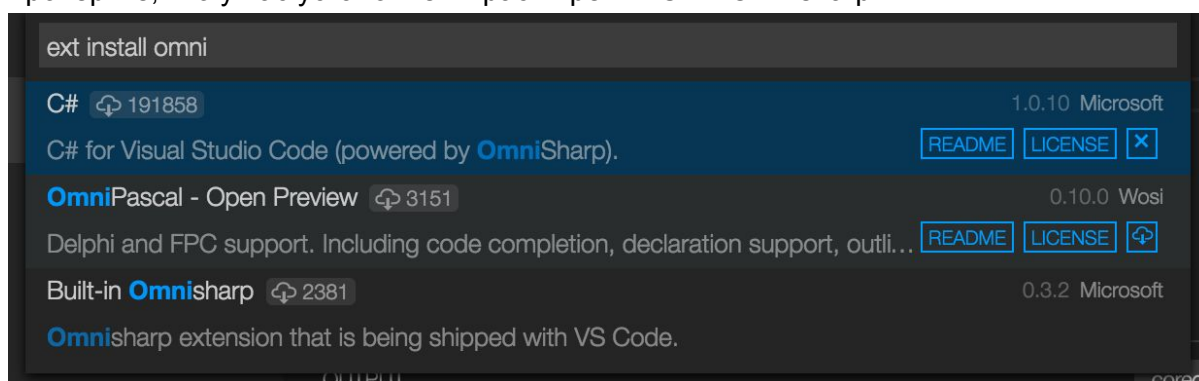 ext install omni
C# 191858
1.0.10 Microsoft
C# for Visual Studio Code (powered by OmniSharp).
README LICENSE
OmniPascal - Open Preview 3151
0.10.0 Wosi
Delphi and FPC support. Including code completion, declaration support, outli...
README LICENSE
Built-in Omnisharp 2381
0.3.2 Microsoft
Omnisharp extension that is being shipped with VS Code.